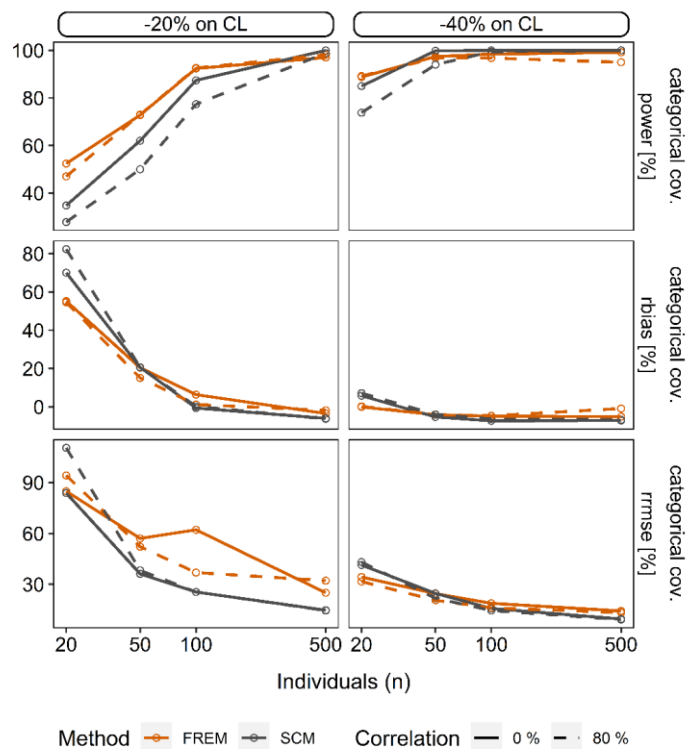 -20% on CL
-40% on CL
100
80
60
40
categorical cov.
power [%]
80
60
40
20
0
categorical cov.
rbias [%]
90
60
30
categorical cov.
rrmse [%]
20 50 100 500
20 50 100 500
Individuals (n)
Method FREM SCM Correlation 0 % 80 %